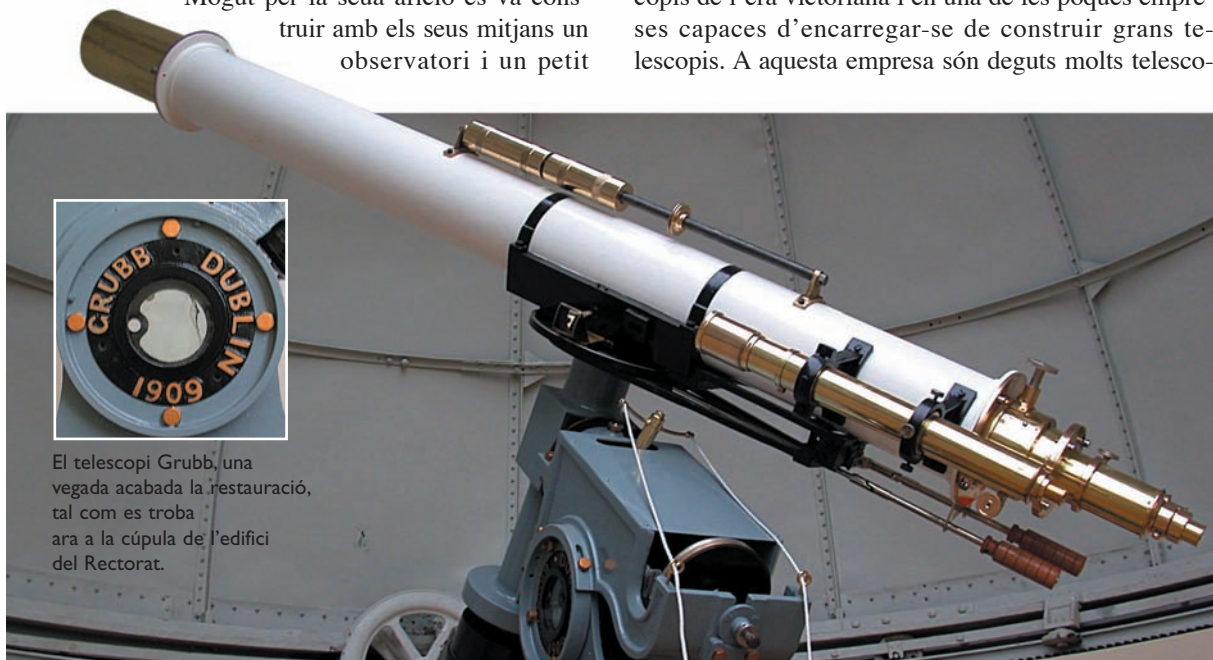 Mogut per la seua afició es va cons-
truir amb els seus mitjans un
observatori i un petit
copis de l'era victoriana i en una de les poques empre-
ses capaces d'encarregar-se de construir grans te-
lescopis. A aquesta empresa són deguts molts telesco-
GRUBB DUBLIN
1909
El telescopi Grubb, una
vegada acabada la restauració,
tal com es troba
ara a la cúpula de l'edifici
del Rectorat.